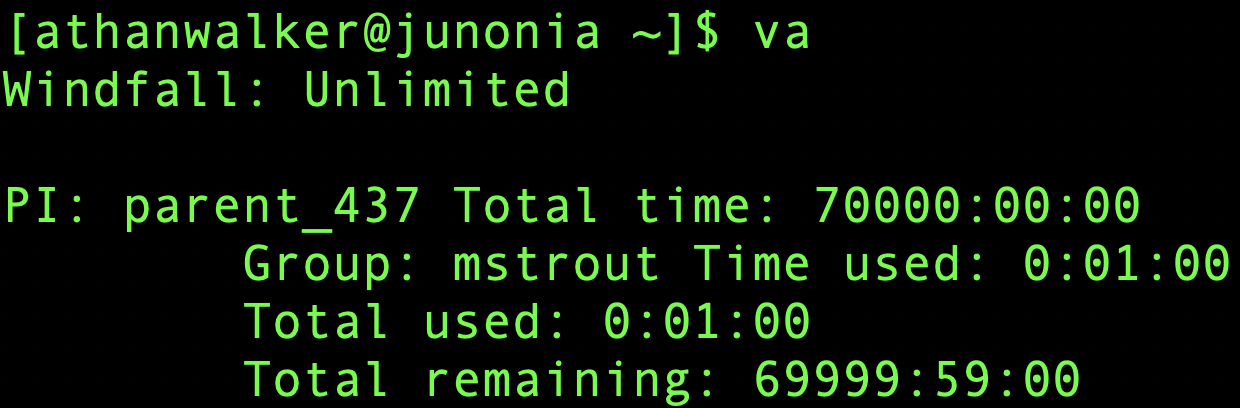 [athanwalker@junonia ~]$ va
Windfall: Unlimited
PI: parent_437 Total time: 70000:00:00
Group: mstrout Time used: 0:01:00
Total used: 0:01:00
Total remaining: 69999:59:00